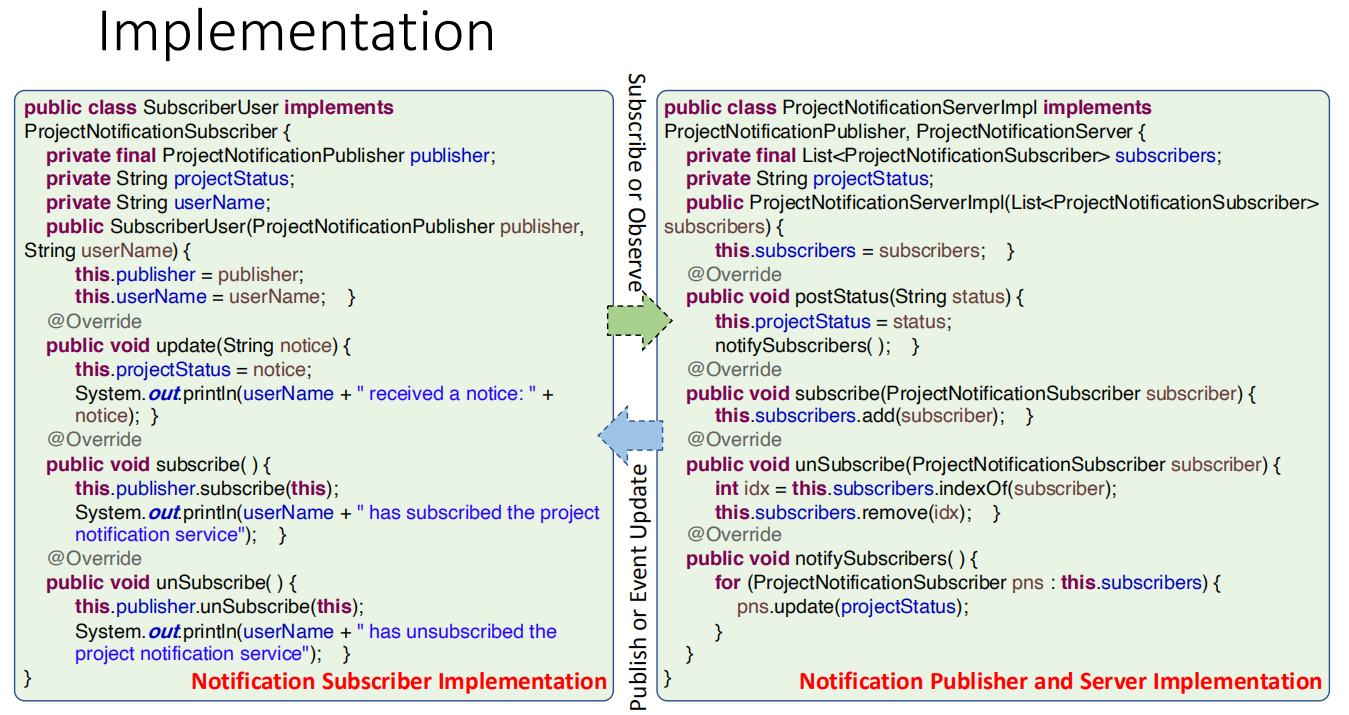 Implementation
public class SubscriberUser implements
ProjectNotificationSubscriber {
private final ProjectNotificationPublisher publisher;
private String projectStatus;
private String userName;
public SubscriberUser(ProjectNotificationPublisher publisher,
String userName) {
this.publisher = publisher;
this.userName = userName; }
@Override
public void update(String notice) {
this.projectStatus = notice;
System.out.println(userName + " received a notice: " +
notice); }
@Override
public void subscribe( ) {
this.publisher.subscribe(this);
System.out.println(userName + " has subscribed the project
notification service"); }
@Override
public void unSubscribe( ) {
this.publisher.unSubscribe(this);
System.out.println(userName + " has unsubscribed the
project notification service"); }
}
Notification Subscriber Implementation
Subscribe or Observe
Publish or Event Update
public class ProjectNotificationServerImpl implements
ProjectNotificationPublisher, ProjectNotificationServer {
private final List<ProjectNotificationSubscriber> subscribers;
private String projectStatus;
public ProjectNotificationServerImpl(List<ProjectNotificationSubscriber>
subscribers) {
this.subscribers = subscribers; }
@Override
public void postStatus(String status) {
this.projectStatus = status;
notifySubscribers( ); }
@Override
public void subscribe(ProjectNotificationSubscriber subscriber) {
this.subscribers.add(subscriber); }
@Override
public void unSubscribe(ProjectNotificationSubscriber subscriber) {
int idx = this.subscribers.indexOf(subscriber);
this.subscribers.remove(idx); }
@Override
public void notifySubscribers( ) {
for (ProjectNotificationSubscriber pns : this.subscribers) {
pns.update(projectStatus);
}
}
}
Notification Publisher and Server Implementation